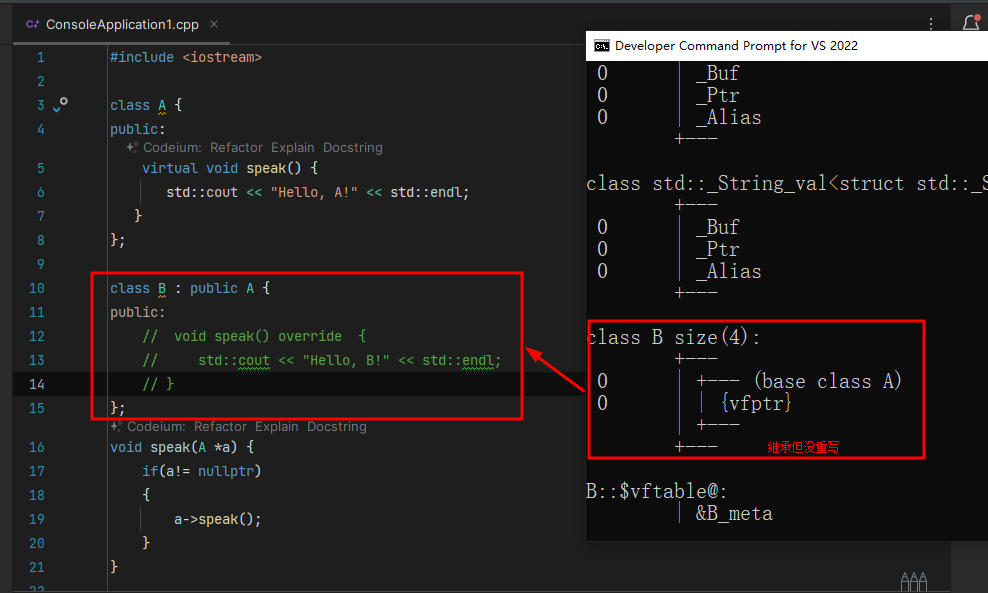 ConsoleApplication1.cpp
1 #include <iostream>
2
3 class A {
4 public:
Codeium: Refactor Explain Docstring
5 virtual void speak() {
6 std::cout << "Hello, A!" << std::endl;
7 }
8 };
9
10 class B : public A {
11 public:
12 // void speak() override {
13 // std::cout << "Hello, B!" << std::endl;
14 // }
15 };
Codeium: Refactor Explain Docstring
16 void speak(A *a) {
17 if(a!= nullptr)
18 {
19 a->speak();
20 }
21 }
22
Developer Command Prompt for VS 2022
0 | _Buf
0 | _Ptr
0 | _Alias
+---
class std::_String_val<struct std::_S
+---
0 | _Buf
0 | _Ptr
0 | _Alias
+---
class B size(4):
+---
0 | +--- (base class A)
0 | | {vfptr}
| +---
+---
继承但没重写
B::$vftable@:
| &B_meta